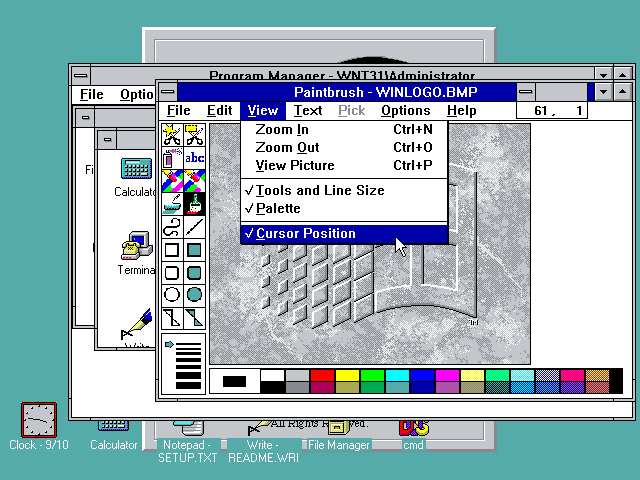 Program Manager - WNT31\Administrator
File Optio
Paintbrush - WINLOGO.BMP
File Edit View Text Pick Options Help
61, 1
Zoom In Ctrl+N
Zoom Out Ctrl+O
View Picture Ctrl+P
✓Tools and Line Size
✓Palette
✓Cursor Position
abc
Fi
Calculato
Termina
Write
All Rights Reserved.
Clock - 9/10
Calculator
Notepad -
SETUP.TXT
Write -
README.WRI
File Manager
cmd